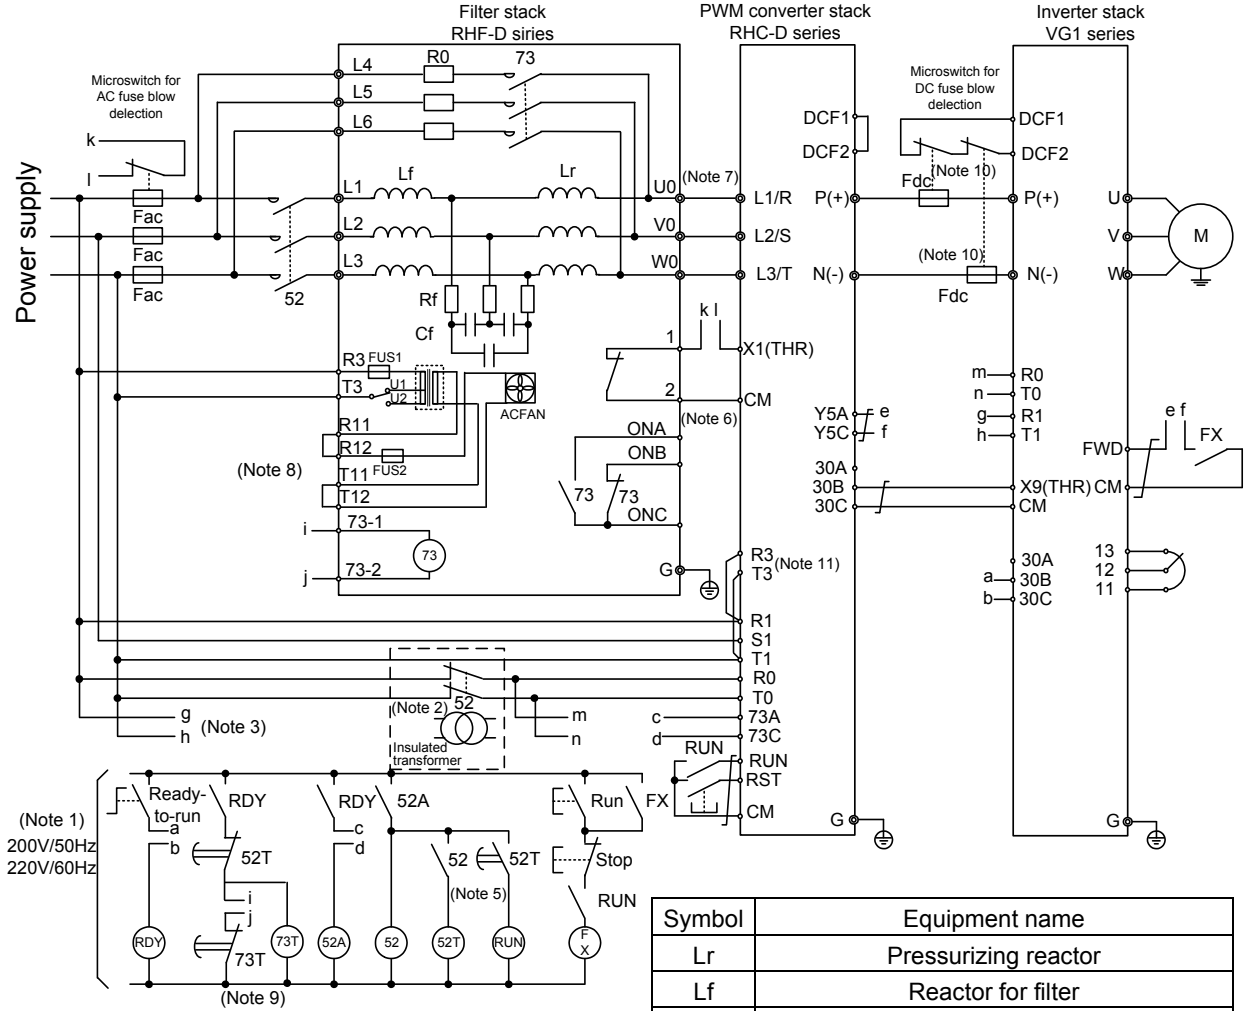 Filter stack
RHF-D siries
PWM converter stack
RHC-D series
Inverter stack
VG1 series
Microswitch for
AC fuse blow
delection
k
l
Power supply
Fac
Fac
Fac
52
L4
R0
73
L5
L6
L1
Lf
Lr
U0
(Note 7)
L2
V0
L3
W0
Rf
Cf
R3
FUS1
T3
U1
U2
ACFAN
R11
R12
FUS2
T11
T12
(Note 8)
i
73-1
73
j
73-2
1
2
k l
(Note 6)
ONA
ONB
73
73
ONC
G
DCF1
DCF2
L1/R
P(+)
L2/S
L3/T
N(-)
X1(THR)
CM
Y5A
e
Y5C
f
30A
30B
30C
R3
(Note 11)
T3
R1
S1
T1
R0
T0
c
73A
d
73C
RUN
RUN
RST
CM
G
Microswitch for
DC fuse blow
delection
Fdc
(Note 10)
(Note 10)
Fdc
DCF1
DCF2
P(+)
U
V
M
N(-)
W
m
R0
n
T0
g
R1
h
T1
FWD
e f
FX
X9(THR)
CM
CM
30A
a
30B
b
30C
13
12
11
G
g
(Note 3)
h
(Note 2)
52
Insulated
transformer
m
n
(Note 1)
200V/50Hz
220V/60Hz
Ready-
to-run
a
b
RDY
RDY
52T
i
j
73T
(Note 9)
73T
RDY
c
d
52A
52A
52
52
(Note 5)
52T
52T
RUN
Run
FX
Stop
RUN
F
X
Symbol
Equipment name
Lr
Pressurizing reactor
Lf
Reactor for filter